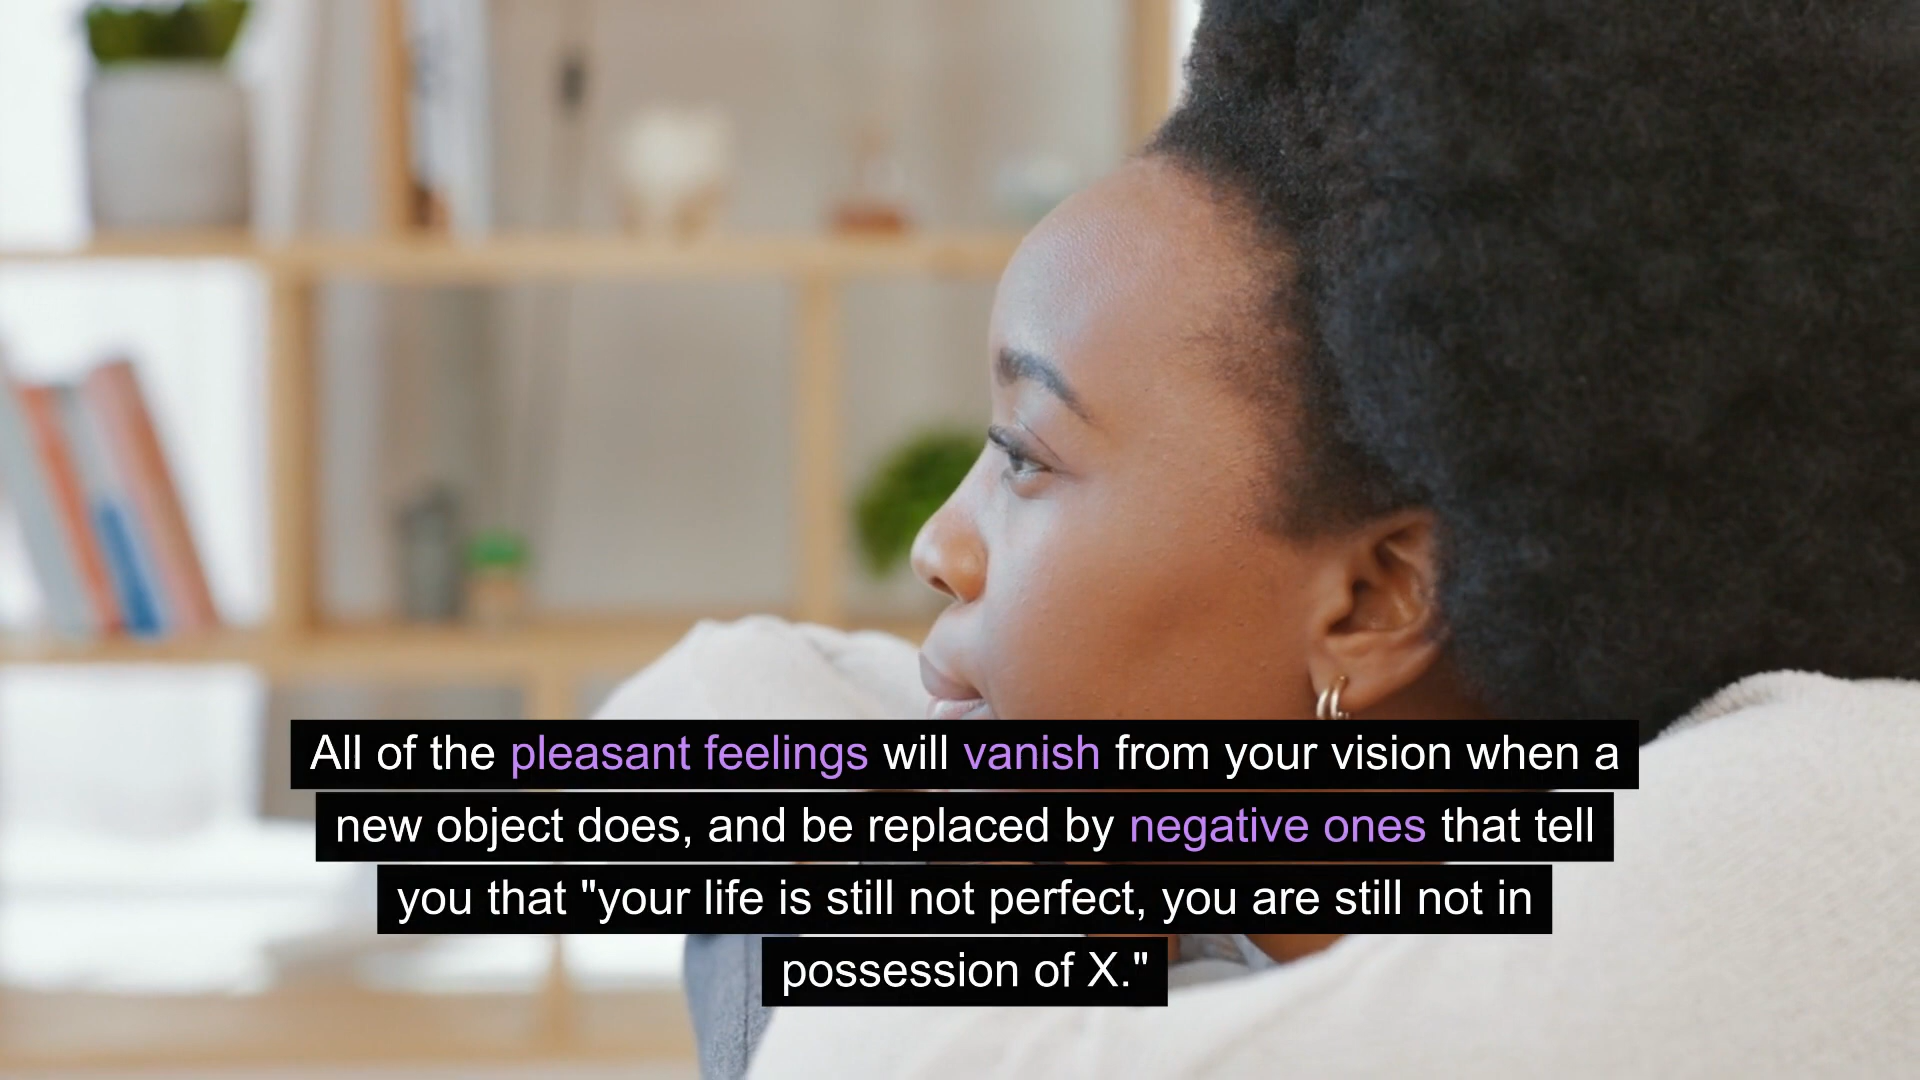 All of the pleasant feelings will vanish from your vision when a
new object does, and be replaced by negative ones that tell
you that "your life is still not perfect, you are still not in
possession of X."